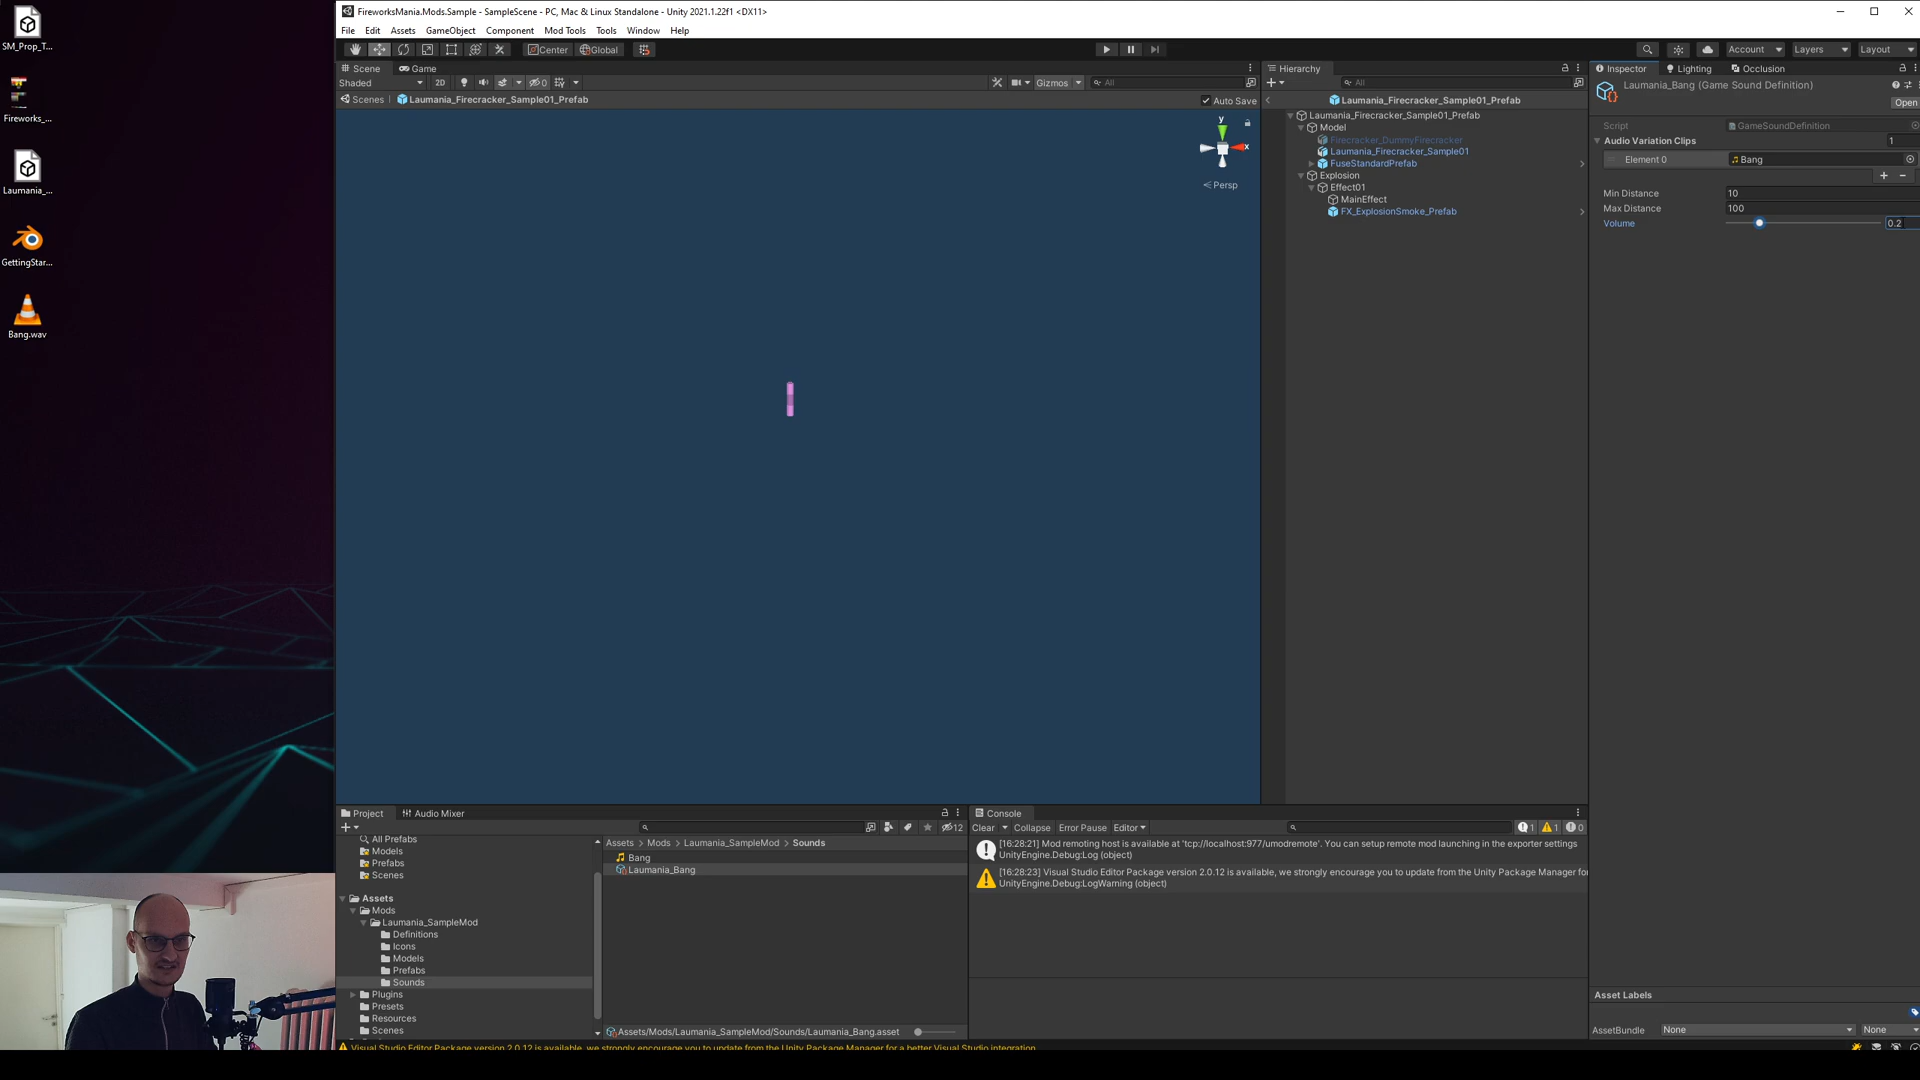 SM_Prop_T...
Fireworks_...
Laumania_...
GettingStar...
Bang.wav
FireworksMania.Mods.Sample - SampleScene - PC, Mac & Linux Standalone - Unity 2021.1.22f1 <DX11>
File Edit Assets GameObject Component Mod Tools Tools Window Help
Center Global
Account Layers Layout
Scene Game
Shaded 2D 0 Gizmos All
Scenes Laumania_Firecracker_Sample01_Prefab Auto Save
y
x
Persp
Hierarchy
All
Laumania_Firecracker_Sample01_Prefab
Laumania_Firecracker_Sample01_Prefab
Model
Firecracker_DummyFirecracker
Laumania_Firecracker_Sample01
FuseStandardPrefab
Explosion
Effect01
MainEffect
FX_ExplosionSmoke_Prefab
Inspector Lighting Occlusion
Laumania_Bang (Game Sound Definition)
Open
Script GameSoundDefinition
Audio Variation Clips 1
Element 0 Bang
Min Distance 10
Max Distance 100
Volume 0.2
Asset Labels
AssetBundle None None
Project Audio Mixer
12
All Prefabs
Models
Prefabs
Scenes
Assets
Mods
Laumania_SampleMod
Definitions
Icons
Models
Prefabs
Sounds
Plugins
Presets
Resources
Scenes
Assets > Mods > Laumania_SampleMod > Sounds
Bang
Laumania_Bang
Assets/Mods/Laumania_SampleMod/Sounds/Laumania_Bang.asset
Console
Clear Collapse Error Pause Editor 1 1 0
[16:28:21] Mod remoting host is available at 'tcp://localhost:977/umodremote'. You can setup remote mod launching in the exporter settings
UnityEngine.Debug:Log (object)
[16:28:23] Visual Studio Editor Package version 2.0.12 is available, we strongly encourage you to update from the Unity Package Manager for
UnityEngine.Debug:LogWarning (object)
Visual Studio Editor Package version 2.0.12 is available, we strongly encourage you to update from the Unity Package Manager for a better Visual Studio integration